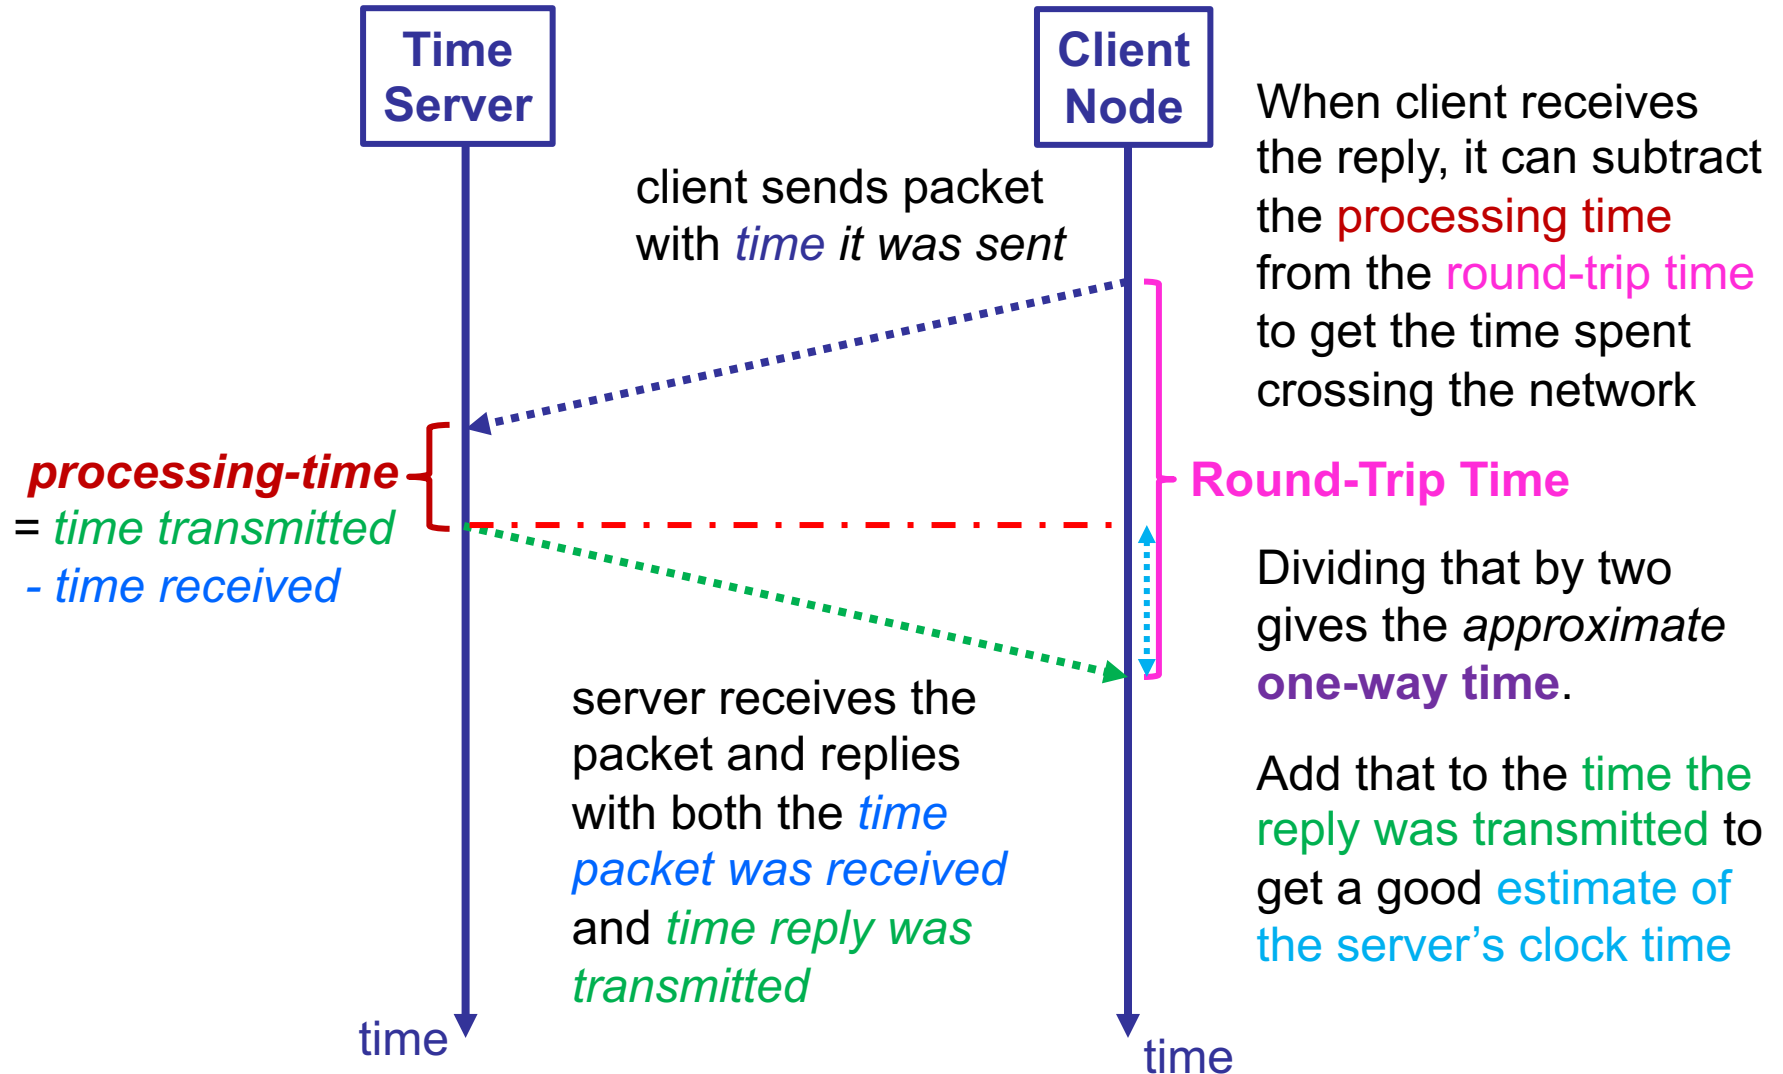 Time
Server
Client
Node
client sends packet
with time it was sent
When client receives
the reply, it can subtract
the processing time
from the round-trip time
to get the time spent
crossing the network
processing-time
= time transmitted
- time received
Round-Trip Time
Dividing that by two
gives the approximate
one-way time.
server receives the
packet and replies
with both the time
packet was received
and time reply was
transmitted
Add that to the time the
reply was transmitted to
get a good estimate of
the server’s clock time
time
time